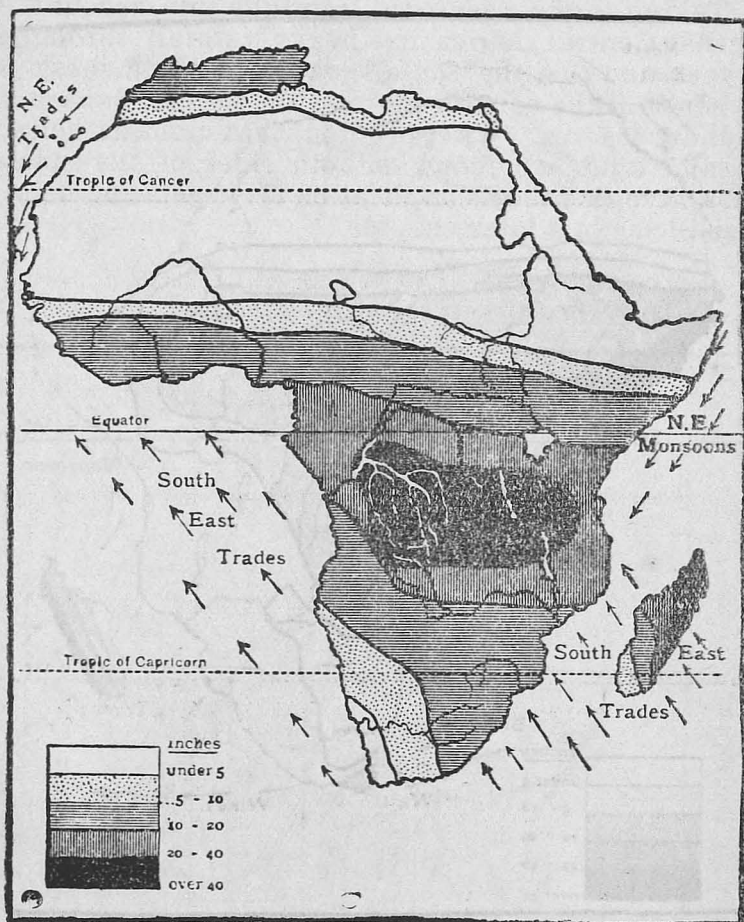 N. E.
Trades
Tropic of Cancer
Equator
N.E.
Monsoons
South
East
Trades
South East
Trades
Tropic of Capricorn
inches
under 5
5 - 10
10 - 20
20 - 40
over 40